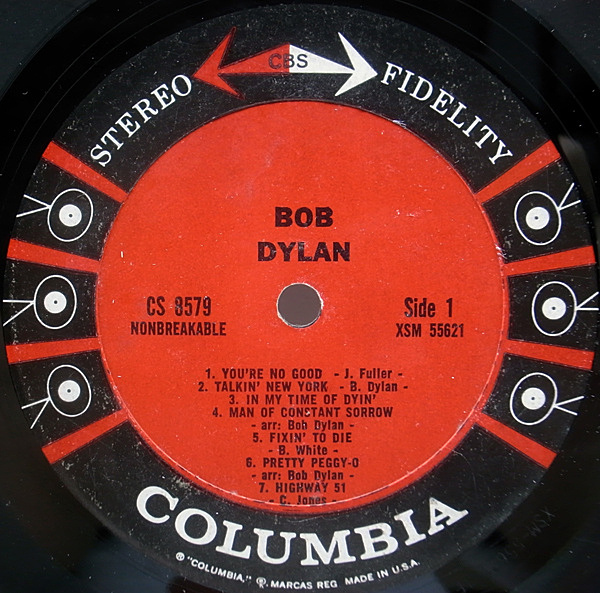 CBS
STEREO FIDELITY
BOB
DYLAN
CS 8579
NONBREAKABLE
Side 1
XSM 55621
1. YOU'RE NO GOOD - J. Fuller -
2. TALKIN' NEW YORK - B. Dylan -
3. IN MY TIME OF DYIN'
4. MAN OF CONSTANT SORROW
- arr: Bob Dylan -
5. FIXIN' TO DIE
- B. White -
6. PRETTY PEGGY-O
- arr: Bob Dylan -
7. HIGHWAY 51
- C. Jones -
COLUMBIA
® "COLUMBIA," ®. MARCAS REG MADE IN U.S.A.